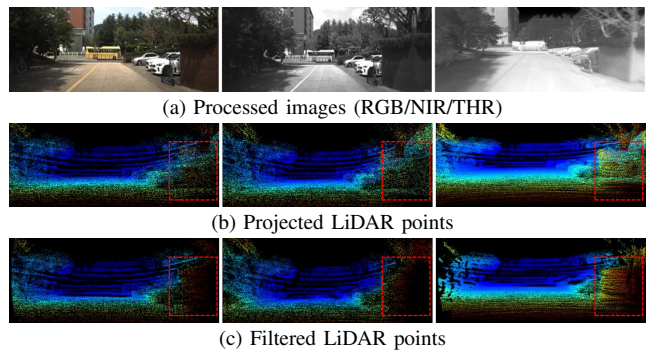 (a) Processed images (RGB/NIR/THR)
(b) Projected LiDAR points
(c) Filtered LiDAR points